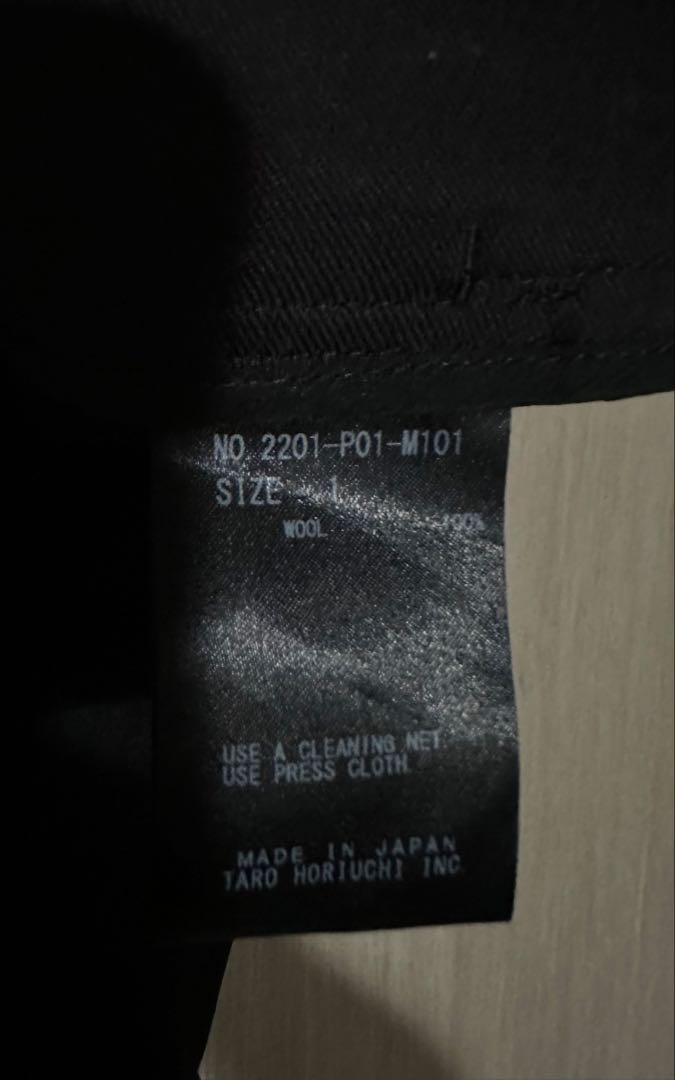 NO 2201-P01-M101
SIZE 1
WOOL 100%
USE A CLEANING NET.
USE PRESS CLOTH.
MADE IN JAPAN
TARO HORIUCHI INC.